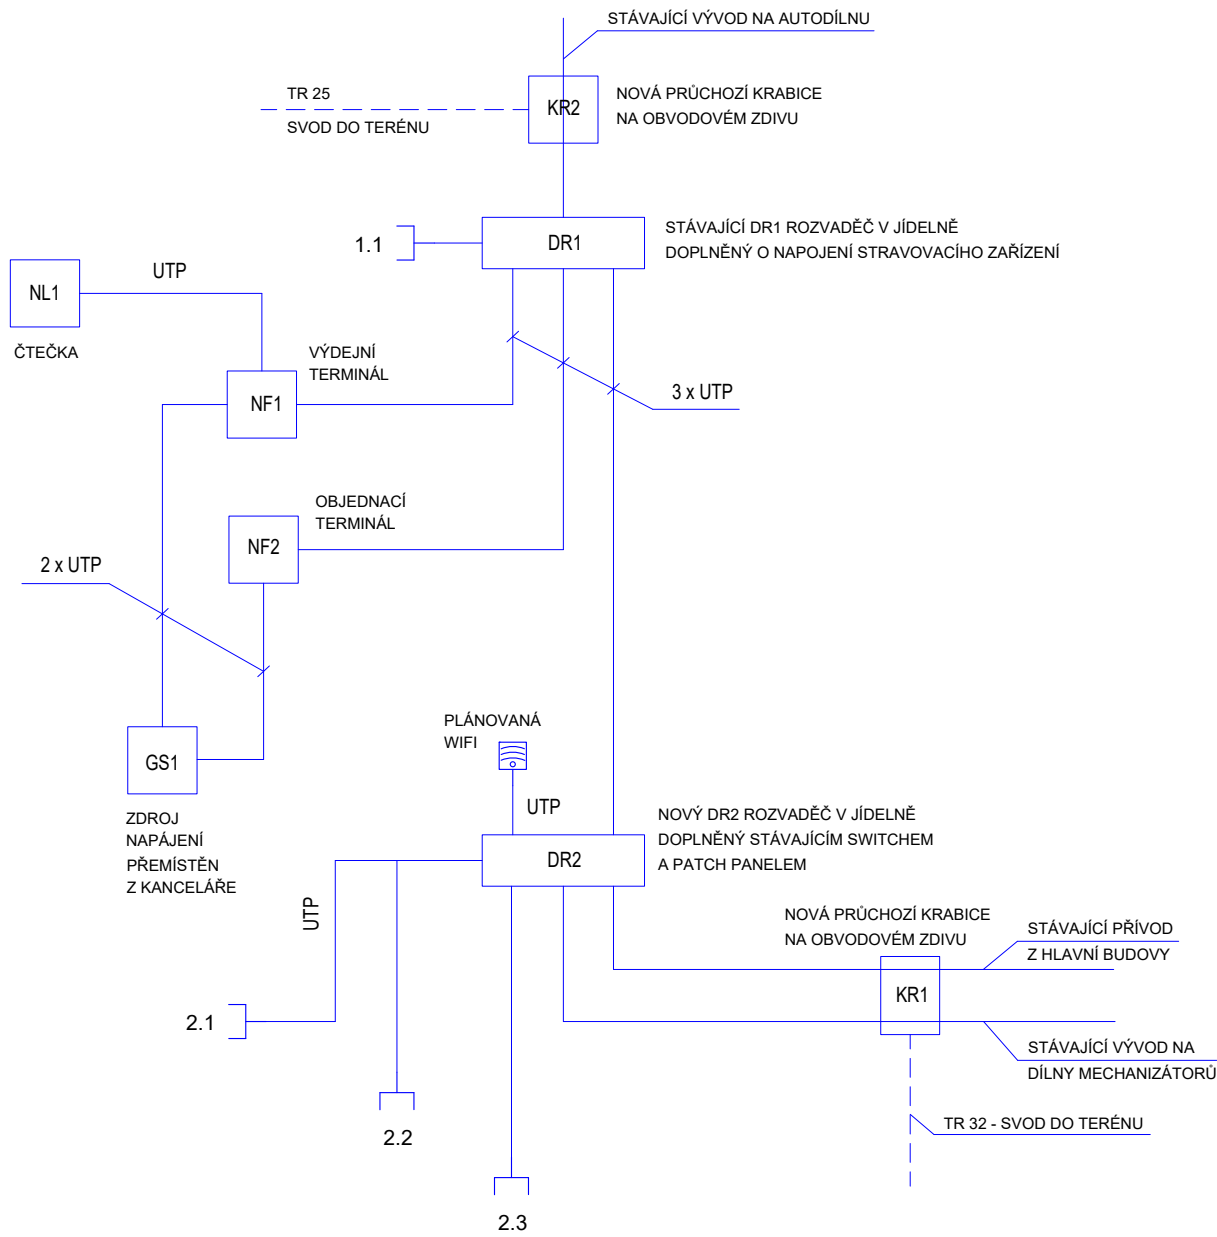 STÁVAJÍCÍ VÝVOD NA AUTODÍLNU
TR 25
SVOD DO TERÉNU
KR2
NOVÁ PRŮCHOZÍ KRABICE
NA OBVODOVÉM ZDIVU
1.1
DR1
STÁVAJÍCÍ DR1 ROZVADĚČ V JÍDELNĚ
DOPLNĚNÝ O NAPOJENÍ STRAVOVACÍHO ZAŘÍZENÍ
NL1
UTP
ČTEČKA
VÝDEJNÍ
TERMINÁL
NF1
3 x UTP
OBJEDNACÍ
TERMINÁL
NF2
2 x UTP
GS1
ZDROJ
NAPÁJENÍ
PŘEMÍSTĚN
Z KANCELÁŘE
PLÁNOVANÁ
WIFI
UTP
DR2
NOVÝ DR2 ROZVADĚČ V JÍDELNĚ
DOPLNĚNÝ STÁVAJÍCÍM SWITCHEM
A PATCH PANELEM
UTP
NOVÁ PRŮCHOZÍ KRABICE
NA OBVODOVÉM ZDIVU
STÁVAJÍCÍ PŘÍVOD
Z HLAVNÍ BUDOVY
KR1
2.1
STÁVAJÍCÍ VÝVOD NA
DÍLNY MECHANIZÁTORŮ
TR 32 - SVOD DO TERÉNU
2.2
2.3